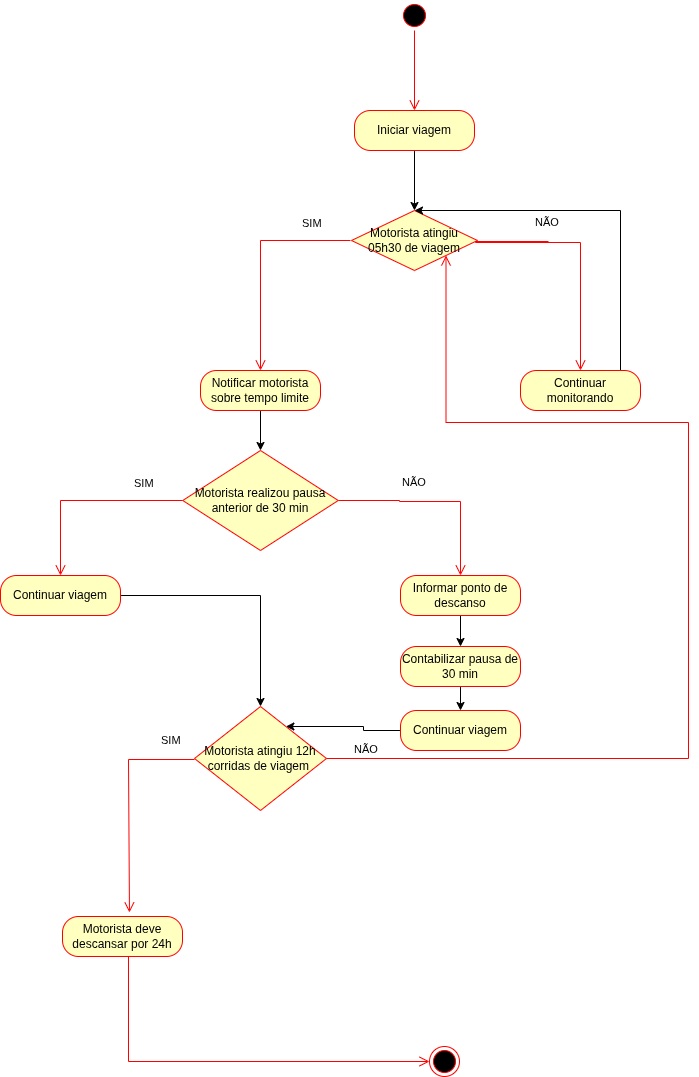 Iniciar viagem
SIM
NÃO
Motorista atingiu
05h30 de viagem
Notificar motorista
sobre tempo limite
Continuar
monitorando
SIM
NÃO
Motorista realizou pausa
anterior de 30 min
Continuar viagem
Informar ponto de
descanso
Contabilizar pausa de
30 min
Continuar viagem
SIM
NÃO
Motorista atingiu 12h
corridas de viagem
Motorista deve
descansar por 24h